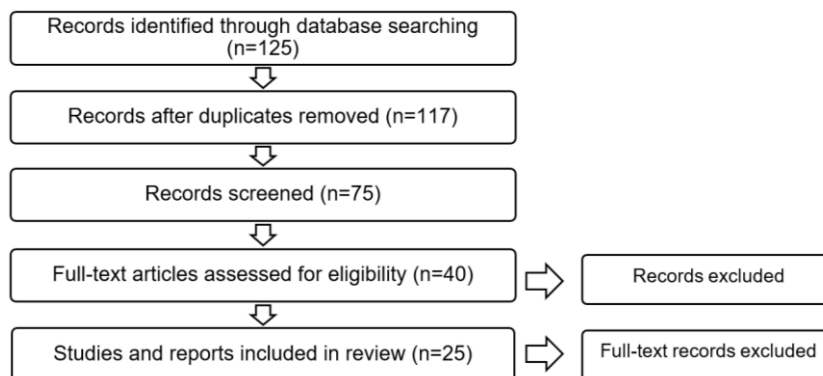 Records identified through database searching
(n=125)
Records after duplicates removed (n=117)
Records screened (n=75)
Full-text articles assessed for eligibility (n=40)
Records excluded
Studies and reports included in review (n=25)
Full-text records excluded